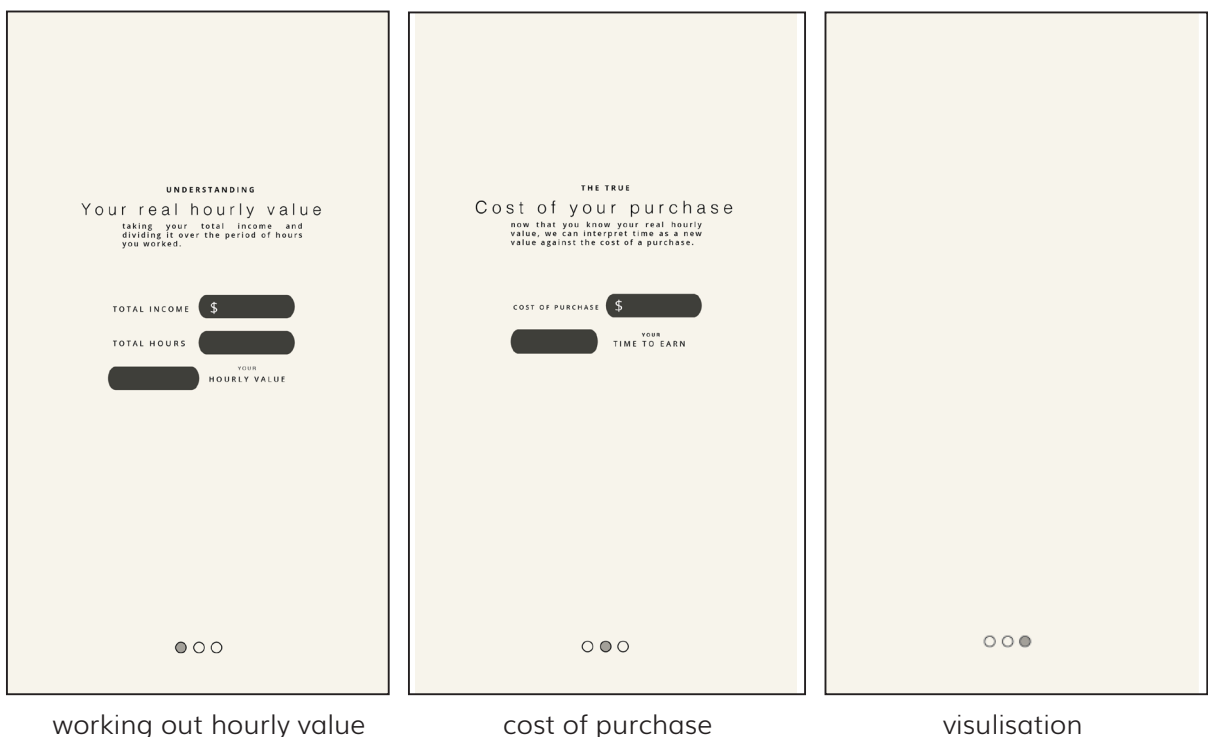 UNDERSTANDING
Your real hourly value
taking your total income and
dividing it over the period of hours
you worked.
TOTAL INCOME $
TOTAL HOURS
YOUR
HOURLY VALUE
working out hourly value
THE TRUE
Cost of your purchase
now that you know your real hourly
value, we can interpret time as a new
value against the cost of a purchase.
COST OF PURCHASE $
YOUR
TIME TO EARN
cost of purchase
visulisation